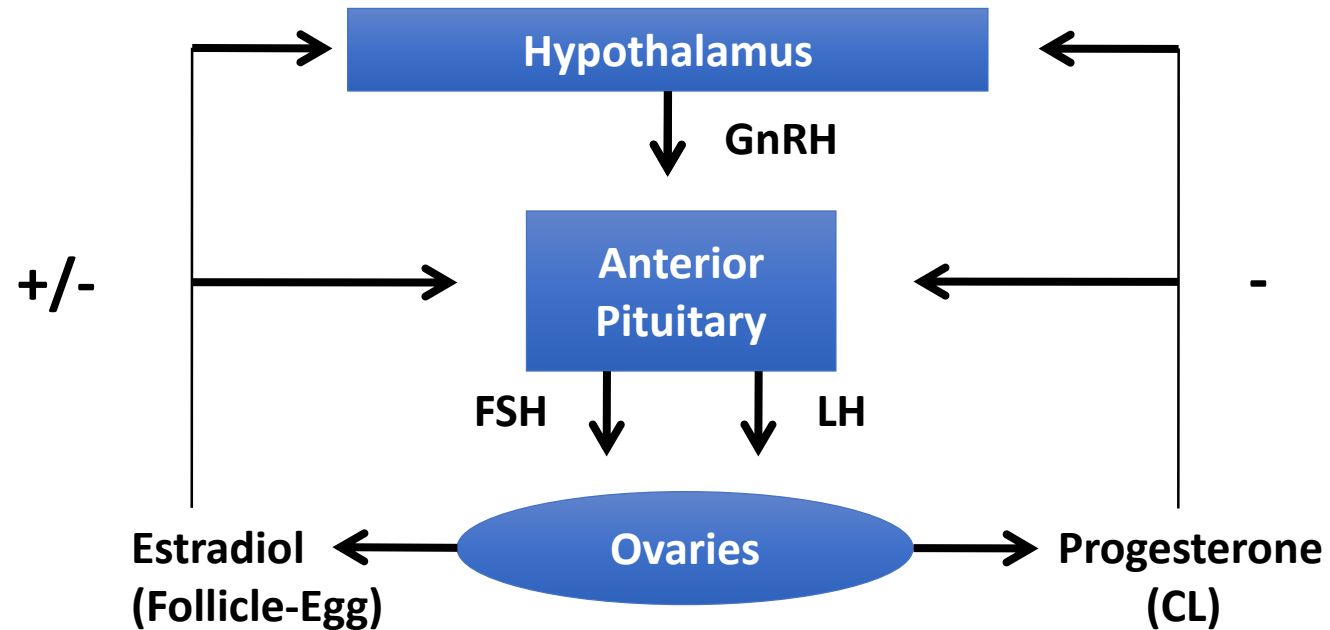 Hypothalamus
GnRH
+/-
Anterior
Pituitary
-
FSH
LH
Estradiol
(Follicle-Egg)
Ovaries
Progesterone
(CL)